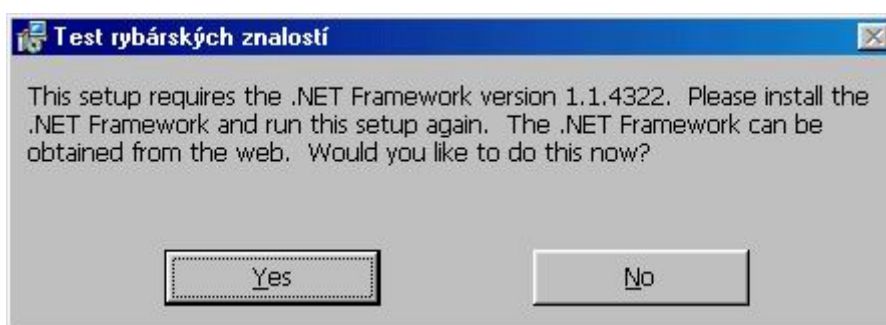 Test rybárských znalostí
This setup requires the .NET Framework version 1.1.4322.  Please install the
.NET Framework and run this setup again.  The .NET Framework can be
obtained from the web.  Would you like to do this now?
Yes
No